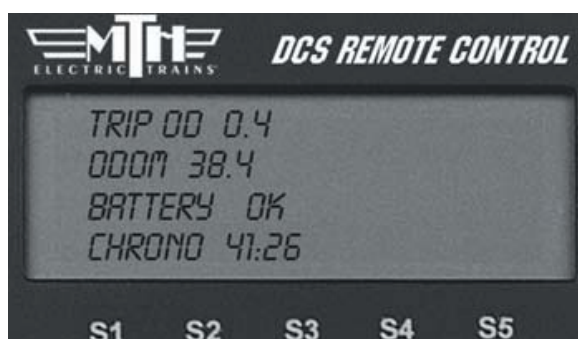 MTH
ELECTRIC TRAINS
DCS REMOTE CONTROL
TRIP OD 0.4
ODOM 38.4
BATTERY OK
CHRONO 41:26
S1 S2 S3 S4 S5